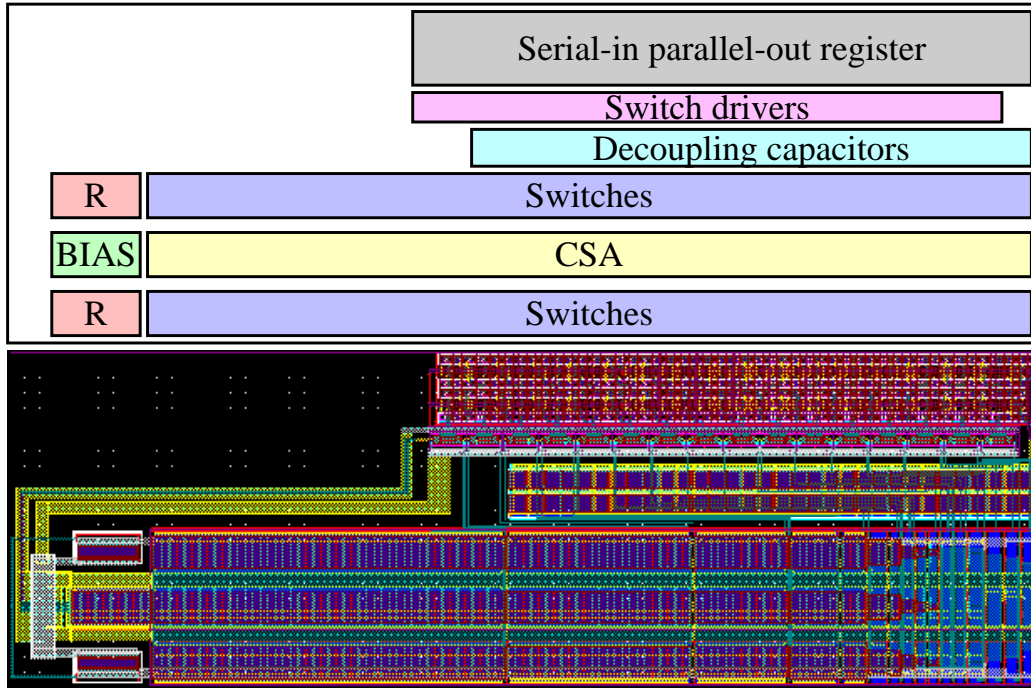 Serial-in parallel-out register
Switch drivers
Decoupling capacitors
R Switches
BIAS CSA
R Switches